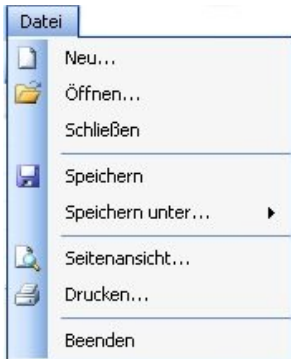 Datei
Neu...
Öffnen...
Schließen
Speichern
Speichern unter...
Seitenansicht...
Drucken...
Beenden